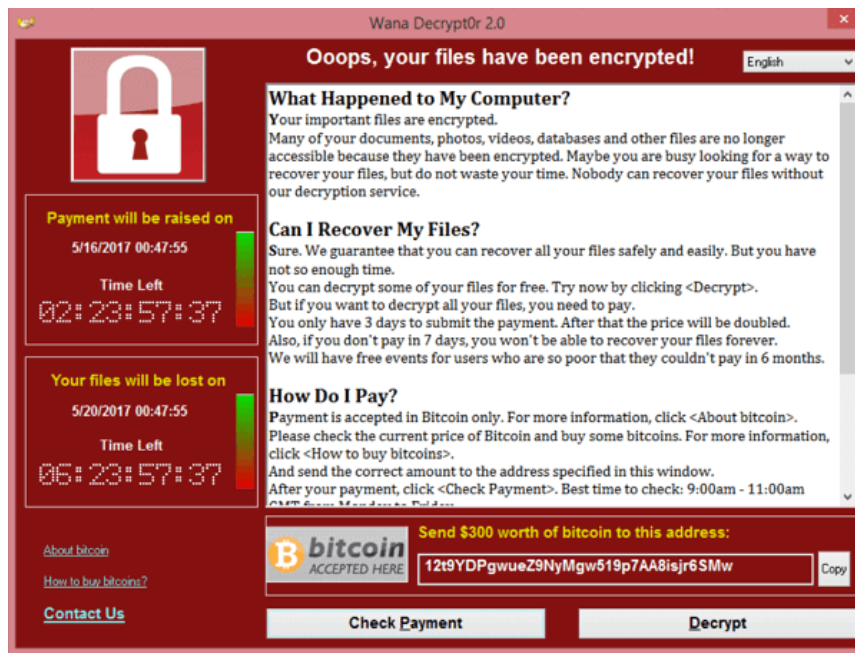 Wana Decrypt0r 2.0
Ooops, your files have been encrypted!
English
Payment will be raised on
5/16/2017 00:47:55
Time Left
02:23:57:37
Your files will be lost on
5/20/2017 00:47:55
Time Left
06:23:57:37
About bitcoin
How to buy bitcoins?
Contact Us
What Happened to My Computer?
Your important files are encrypted.
Many of your documents, photos, videos, databases and other files are no longer
accessible because they have been encrypted. Maybe you are busy looking for a way to
recover your files, but do not waste your time. Nobody can recover your files without
our decryption service.
Can I Recover My Files?
Sure. We guarantee that you can recover all your files safely and easily. But you have
not so enough time.
You can decrypt some of your files for free. Try now by clicking <Decrypt>.
But if you want to decrypt all your files, you need to pay.
You only have 3 days to submit the payment. After that the price will be doubled.
Also, if you don't pay in 7 days, you won't be able to recover your files forever.
We will have free events for users who are so poor that they couldn't pay in 6 months.
How Do I Pay?
Payment is accepted in Bitcoin only. For more information, click <About bitcoin>.
Please check the current price of Bitcoin and buy some bitcoins. For more information,
click <How to buy bitcoins>.
And send the correct amount to the address specified in this window.
After your payment, click <Check Payment>. Best time to check: 9:00am - 11:00am
GMT from Monday to Friday
bitcoin
ACCEPTED HERE
Send $300 worth of bitcoin to this address:
12t9YDPgwueZ9NyMgw519p7AA8isjr6SMw
Copy
Check Payment
Decrypt